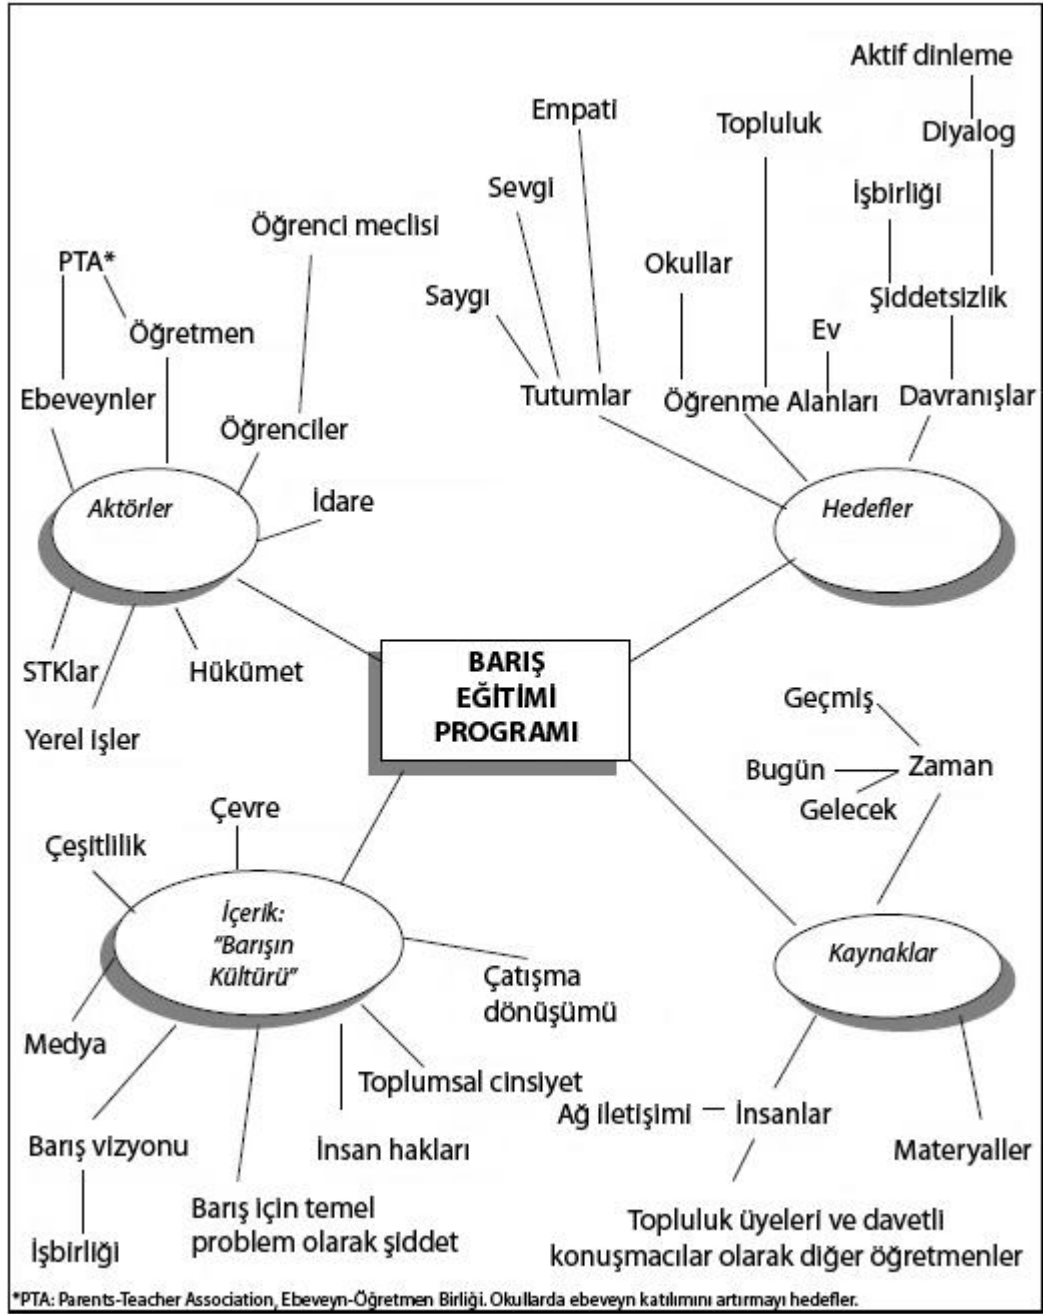 Aktif dinleme
Empati
Topluluk
Diyalog
Sevgi
İşbirliği
Öğrenci meclisi
PTA*
Okullar
Saygı
Şiddetsizlik
Öğretmen
Ev
Ebeveynler
Tutumlar
Öğrenme Alanları
Davranışlar
Öğrenciler
Aktörler
İdare
Hedefler
STKlar
Hükümet
Yerel işler
BARIŞ
EĞİTİMİ
PROGRAMI
Geçmiş
Bugün
Zaman
Gelecek
Çevre
Çeşitlilik
İçerik:
“Barışın
Kültürü”
Kaynaklar
Çatışma
dönüşümü
Medya
Toplumsal cinsiyet
Ağ iletişimi
İnsanlar
Barış vizyonu
İnsan hakları
Materyaller
Barış için temel
problem olarak şiddet
İşbirliği
Topluluk üyeleri ve davetli
konuşmacılar olarak diğer öğretmenler
*PTA: Parents-Teacher Association, Ebeveyn-Öğretmen Birliği. Okullarda ebeveyn katılımını artırmayı hedefler.